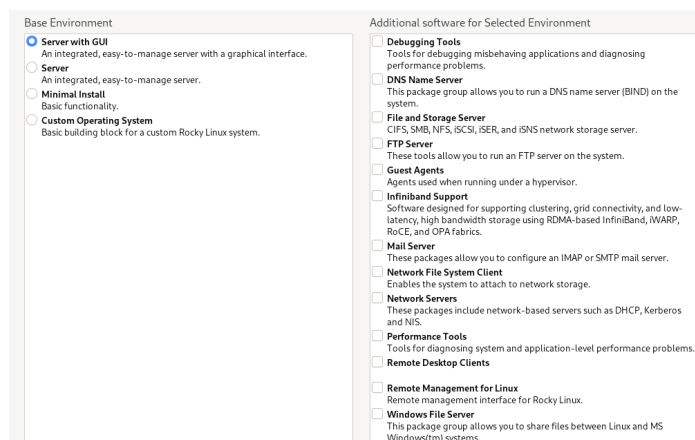 Base Environment
Server with GUI
An integrated, easy-to-manage server with a graphical interface.
Server
An integrated, easy-to-manage server.
Minimal Install
Basic functionality.
Custom Operating System
Basic building block for a custom Rocky Linux system.
Additional software for Selected Environment
Debugging Tools
Tools for debugging misbehaving applications and diagnosing
performance problems.
DNS Name Server
This package group allows you to run a DNS name server (BIND) on the
system.
File and Storage Server
CIFS, SMB, NFS, iSCSI, iSER, and iSNS network storage server.
FTP Server
These tools allow you to run an FTP server on the system.
Guest Agents
Agents used when running under a hypervisor.
Infiniband Support
Software designed for supporting clustering, grid connectivity, and low-
latency, high bandwidth storage using RDMA-based InfiniBand, iWARP,
RoCE, and OPA fabrics.
Mail Server
These packages allow you to configure an IMAP or SMTP mail server.
Network File System Client
Enables the system to attach to network storage.
Network Servers
These packages include network-based servers such as DHCP, Kerberos
and NIS.
Performance Tools
Tools for diagnosing system and application-level performance problems.
Remote Desktop Clients
Remote Management for Linux
Remote management interface for Rocky Linux.
Windows File Server
This package group allows you to share files between Linux and MS
Windows(tm) systems.